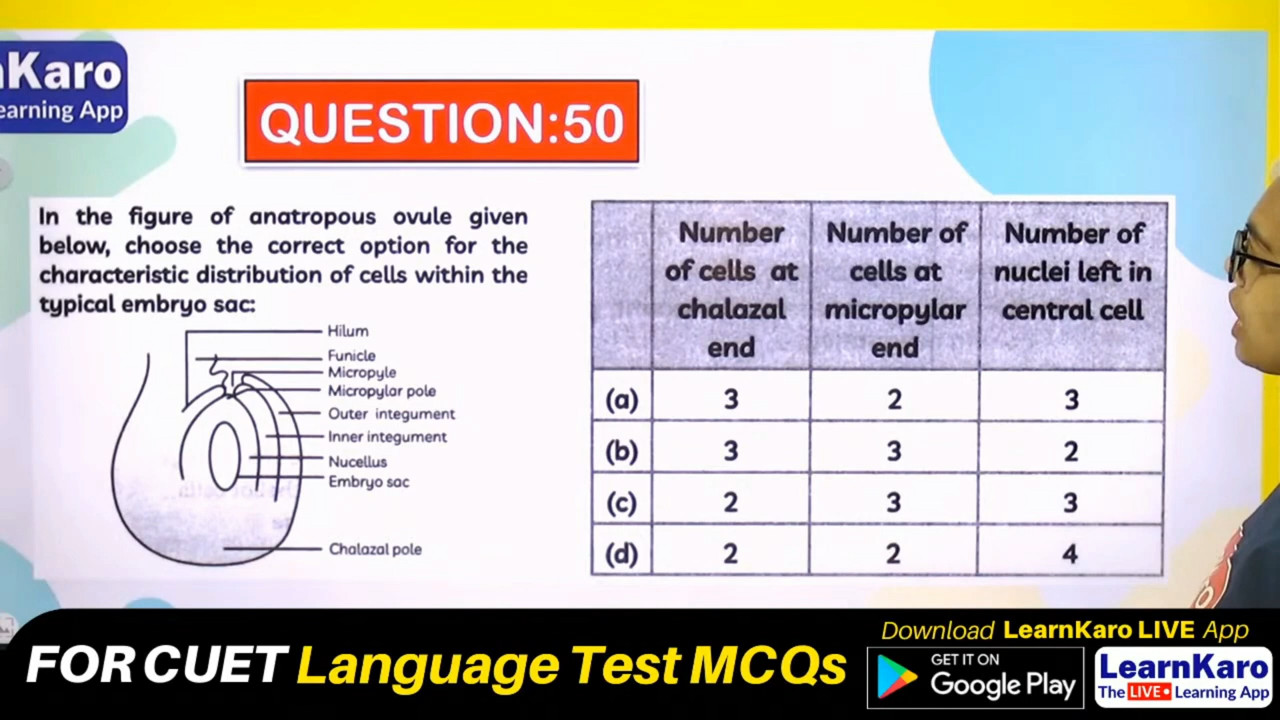 nKaro
earning App
QUESTION:50
In the figure of anatropous ovule given
below, choose the correct option for the
characteristic distribution of cells within the
typical embryo sac:
Hilum
Funicle
Micropyle
Micropylar pole
Outer integument
Inner integument
Nucellus
Embryo sac
Chalazal pole
Number of cells at chalazal end | Number of cells at micropylar end | Number of nuclei left in central cell
(a) 3 2 3
(b) 3 3 2
(c) 2 3 3
(d) 2 2 4
FOR CUET Language Test MCQs
Download LearnKaro LIVE App
GET IT ON
Google Play
LearnKaro
The LIVE Learning App